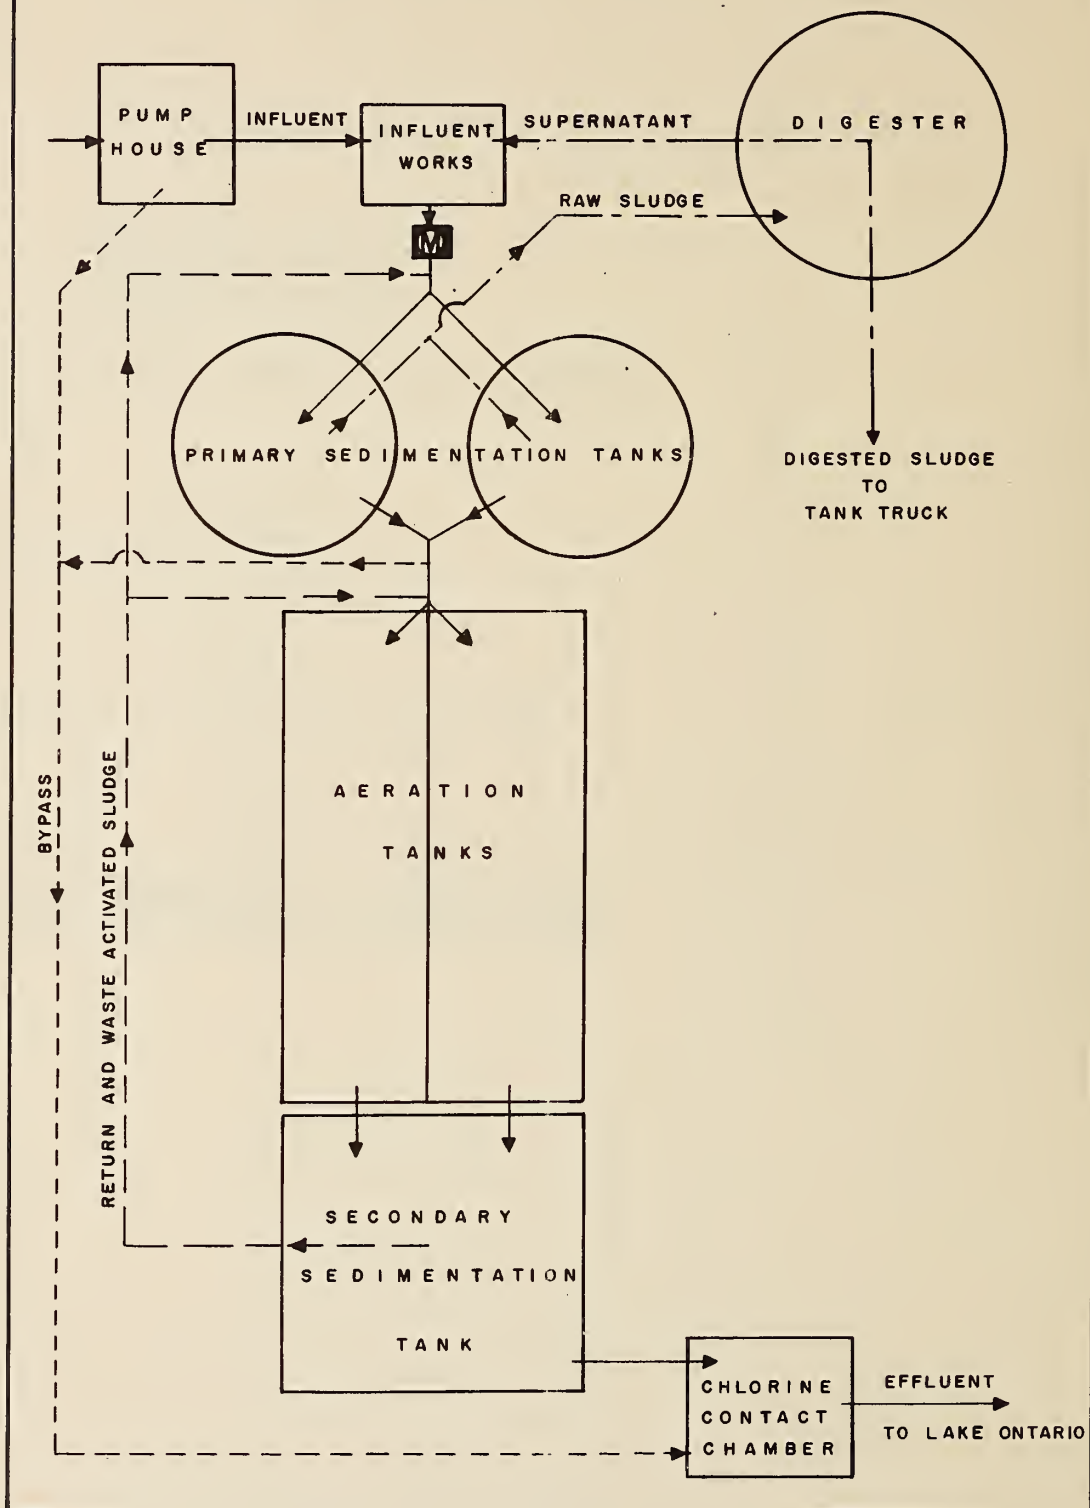 PUMP
HOUSE
INFLUENT
INFLUENT
WORKS
SUPERNATANT
DIGESTER
RAW SLUDGE
M
PRIMARY SEDIMENTATION TANKS
DIGESTED SLUDGE
TO
TANK TRUCK
AERATION
TANKS
BYPASS
RETURN AND WASTE ACTIVATED SLUDGE
SECONDARY
SEDIMENTATION
TANK
CHLORINE
CONTACT
CHAMBER
EFFLUENT
TO LAKE ONTARIO